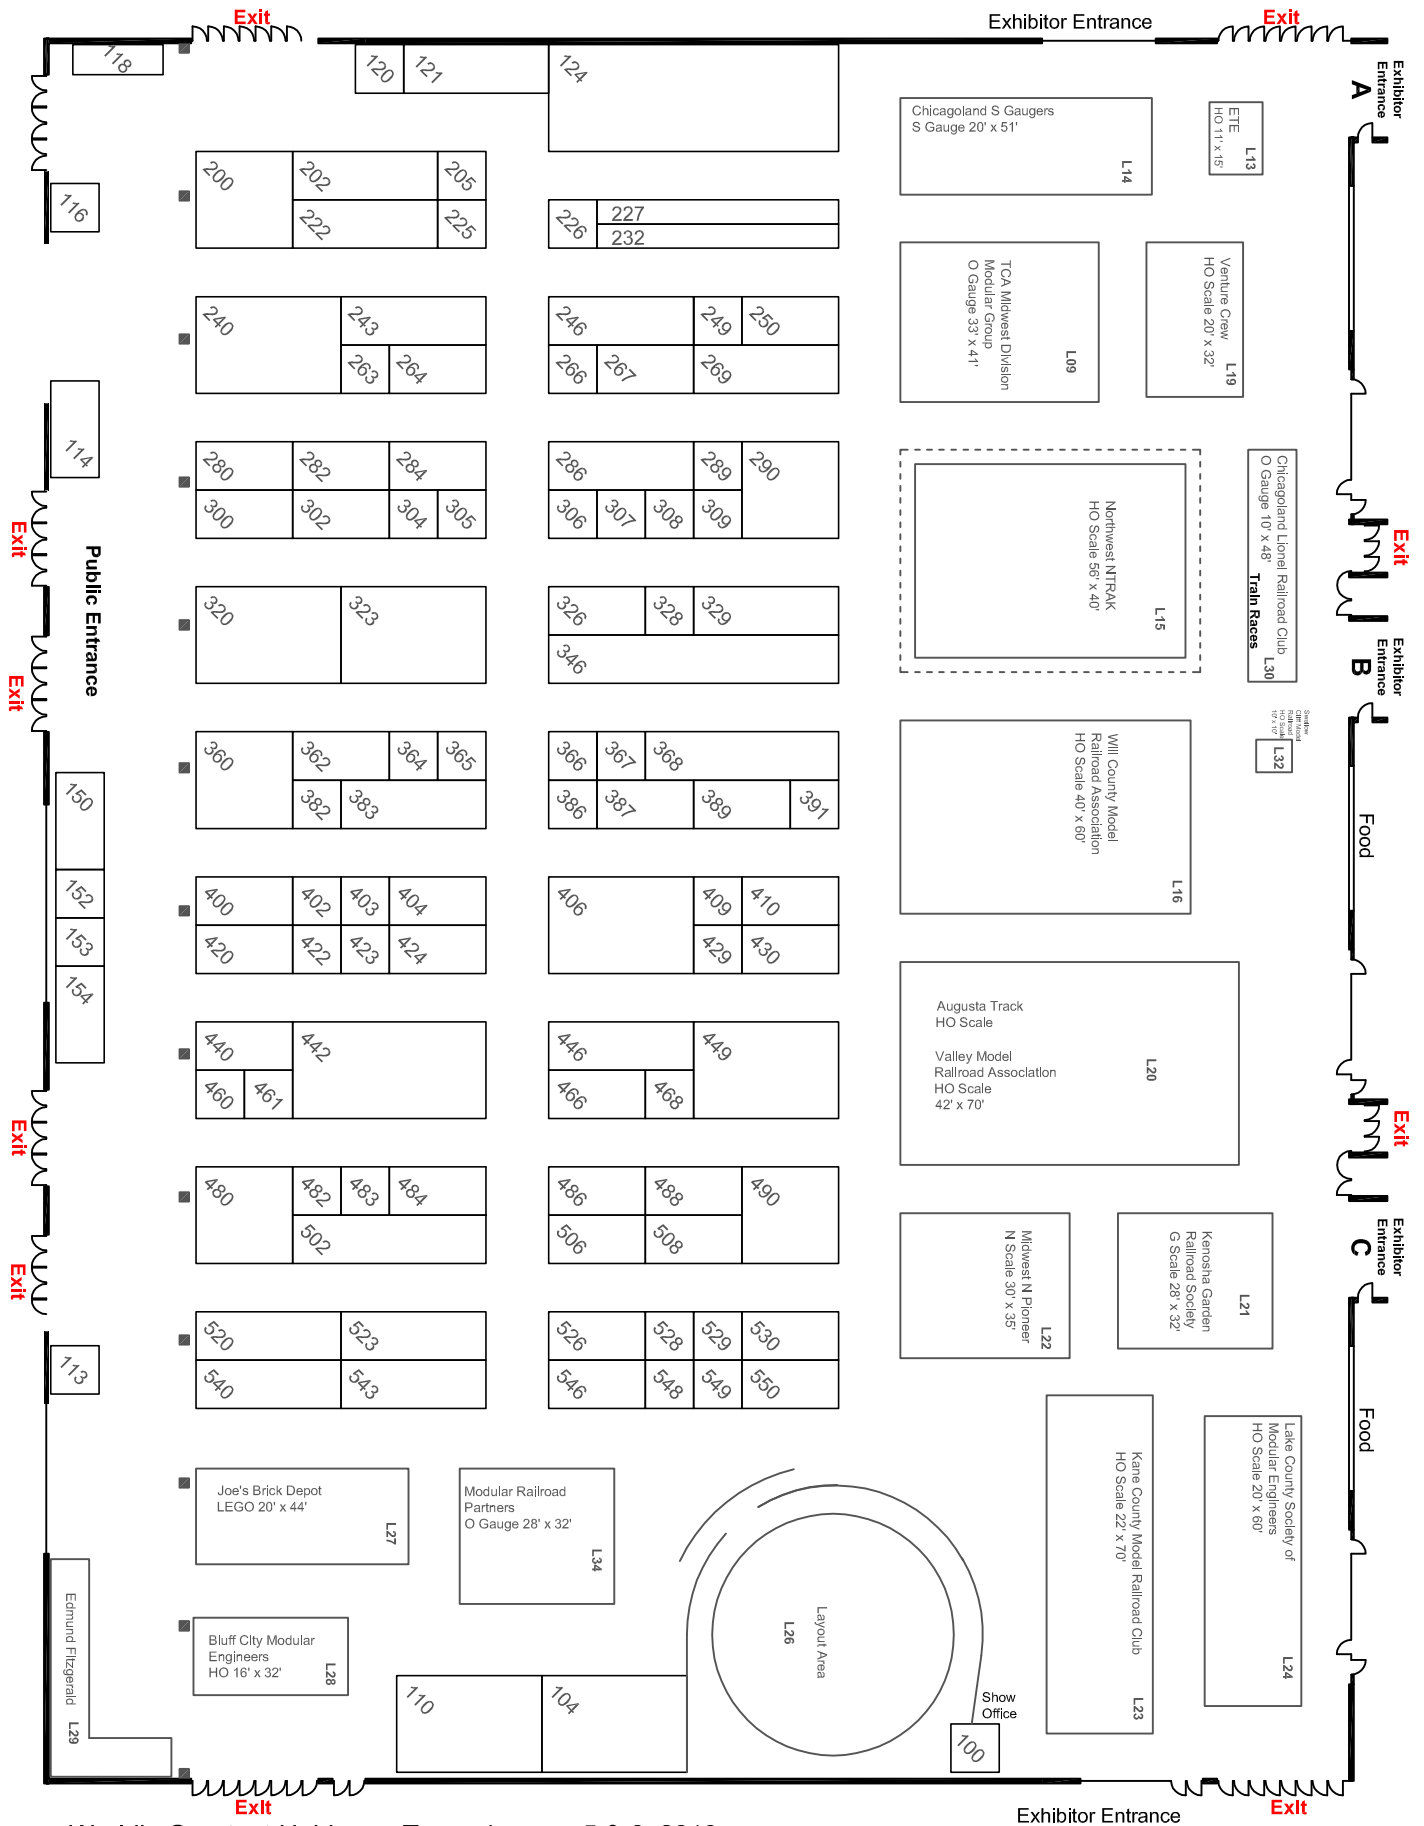 Exit
Exhibitor Entrance
Exit
118
120
121
124
Exhibitor
Entrance
A
Chicagoland S Gaugers
S Gauge 20' x 51'
L14
ETE
HO 11' x 15'
L13
116
200
202
205
222
225
226
227
232
TCA Midwest Division
Modular Group
O Gauge 33' x 41'
L09
Venture Crew
HO Scale 20' x 32'
L19
240
243
263
264
246
249
250
266
267
269
114
280
282
284
300
302
304
305
286
289
290
306
307
308
309
Northwest NTRAK
HO Scale 56' x 40'
L15
Chicagoland Lionel Railroad Club
O Gauge 10' x 48'
Train Races
L30
Exit
Exit
Public Entrance
320
323
326
328
329
346
Exit
Exhibitor
Entrance
B
Swallow
Cliff Model
Railroad
HO Scale
10' x 10'
L32
360
362
364
365
382
383
366
367
368
386
387
389
391
Will County Model
Railroad Association
HO Scale 40' x 60'
L16
Food
150
152
153
154
400
402
403
404
420
422
423
424
406
409
410
429
430
Augusta Track
HO Scale
Valley Model
Railroad Association
HO Scale
42' x 70'
L20
440
442
460
461
446
449
466
468
Exit
Exit
480
482
483
484
502
486
488
490
506
508
Midwest N Pioneer
N Scale 30' x 35'
L22
Kenosha Garden
Railroad Society
G Scale 28' x 32'
L21
Exhibitor
Entrance
C
Exit
113
520
523
540
543
526
528
529
530
546
548
549
550
Kane County Model Railroad Club
HO Scale 22' x 70'
L23
Lake County Society of
Modular Engineers
HO Scale 20' x 60'
L24
Food
Joe's Brick Depot
LEGO 20' x 44'
L27
Modular Railroad
Partners
O Gauge 28' x 32'
L34
Layout Area
L26
Edmund Fitzgerald
L29
Bluff City Modular
Engineers
HO 16' x 32'
L28
110
104
Show
Office
100
Exit
Exhibitor Entrance
Exit